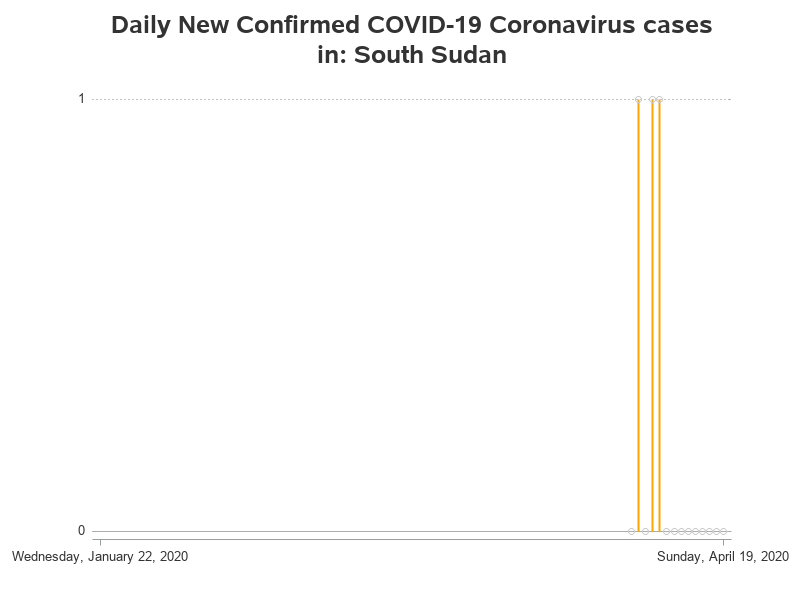 Daily New Confirmed COVID-19 Coronavirus cases
in: South Sudan
1
0
Wednesday, January 22, 2020
Sunday, April 19, 2020